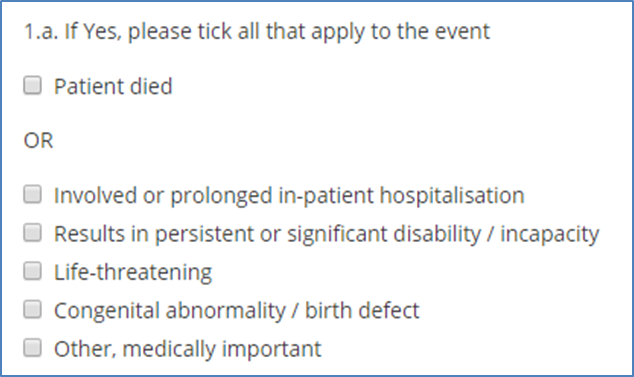 1.a. If Yes, please tick all that apply to the event
Patient died
OR
Involved or prolonged in-patient hospitalisation
Results in persistent or significant disability / incapacity
Life-threatening
Congenital abnormality / birth defect
Other, medically important